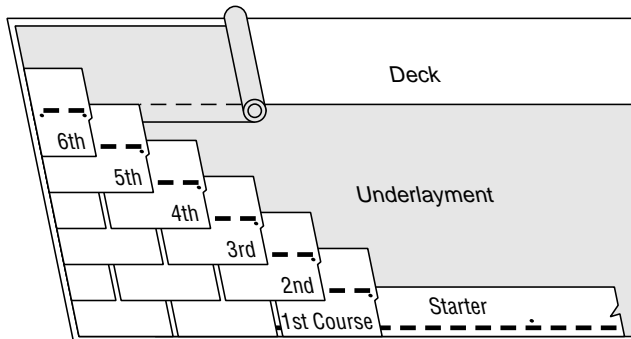 Deck
6th
5th
Underlayment
4th
3rd
2nd
Starter
1st Course